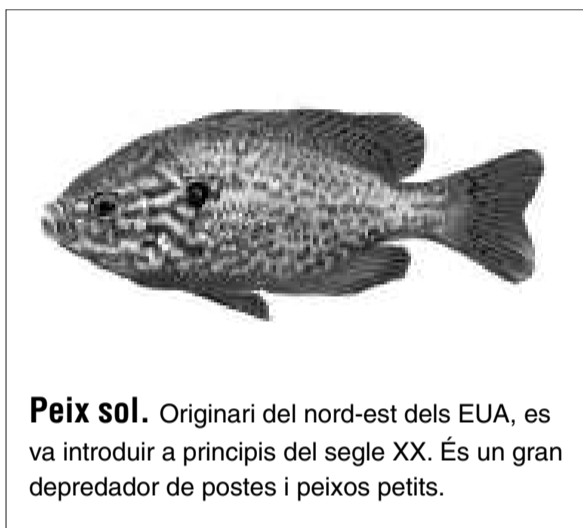 Peix sol. Originari del nord-est dels EUA, es
va introduir a principis del segle XX. És un gran
depredador de postes i peixos petits.